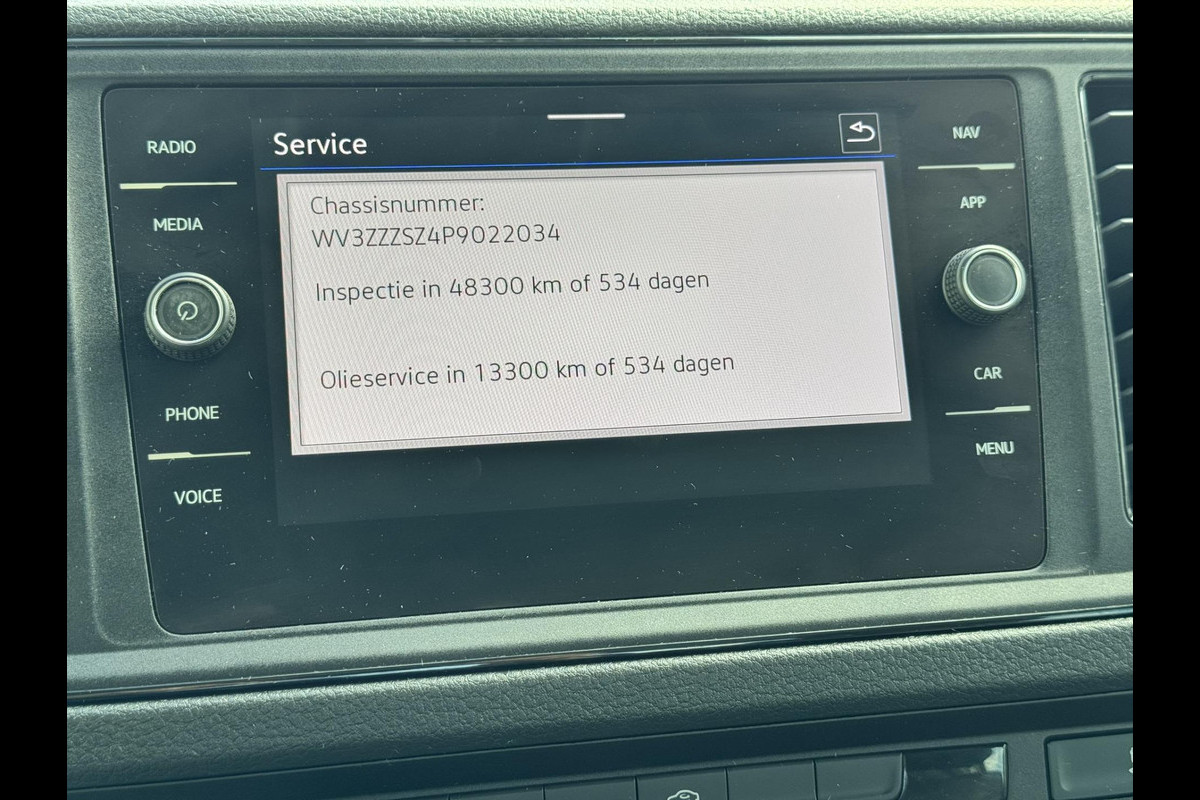 Service
RADIO
MEDIA
PHONE
VOICE
Chassisnummer:
WV3ZZZSZ4P9022034
Inspectie in 48300 km of 534 dagen
Olieservice in 13300 km of 534 dagen
NAV
APP
CAR
MENU